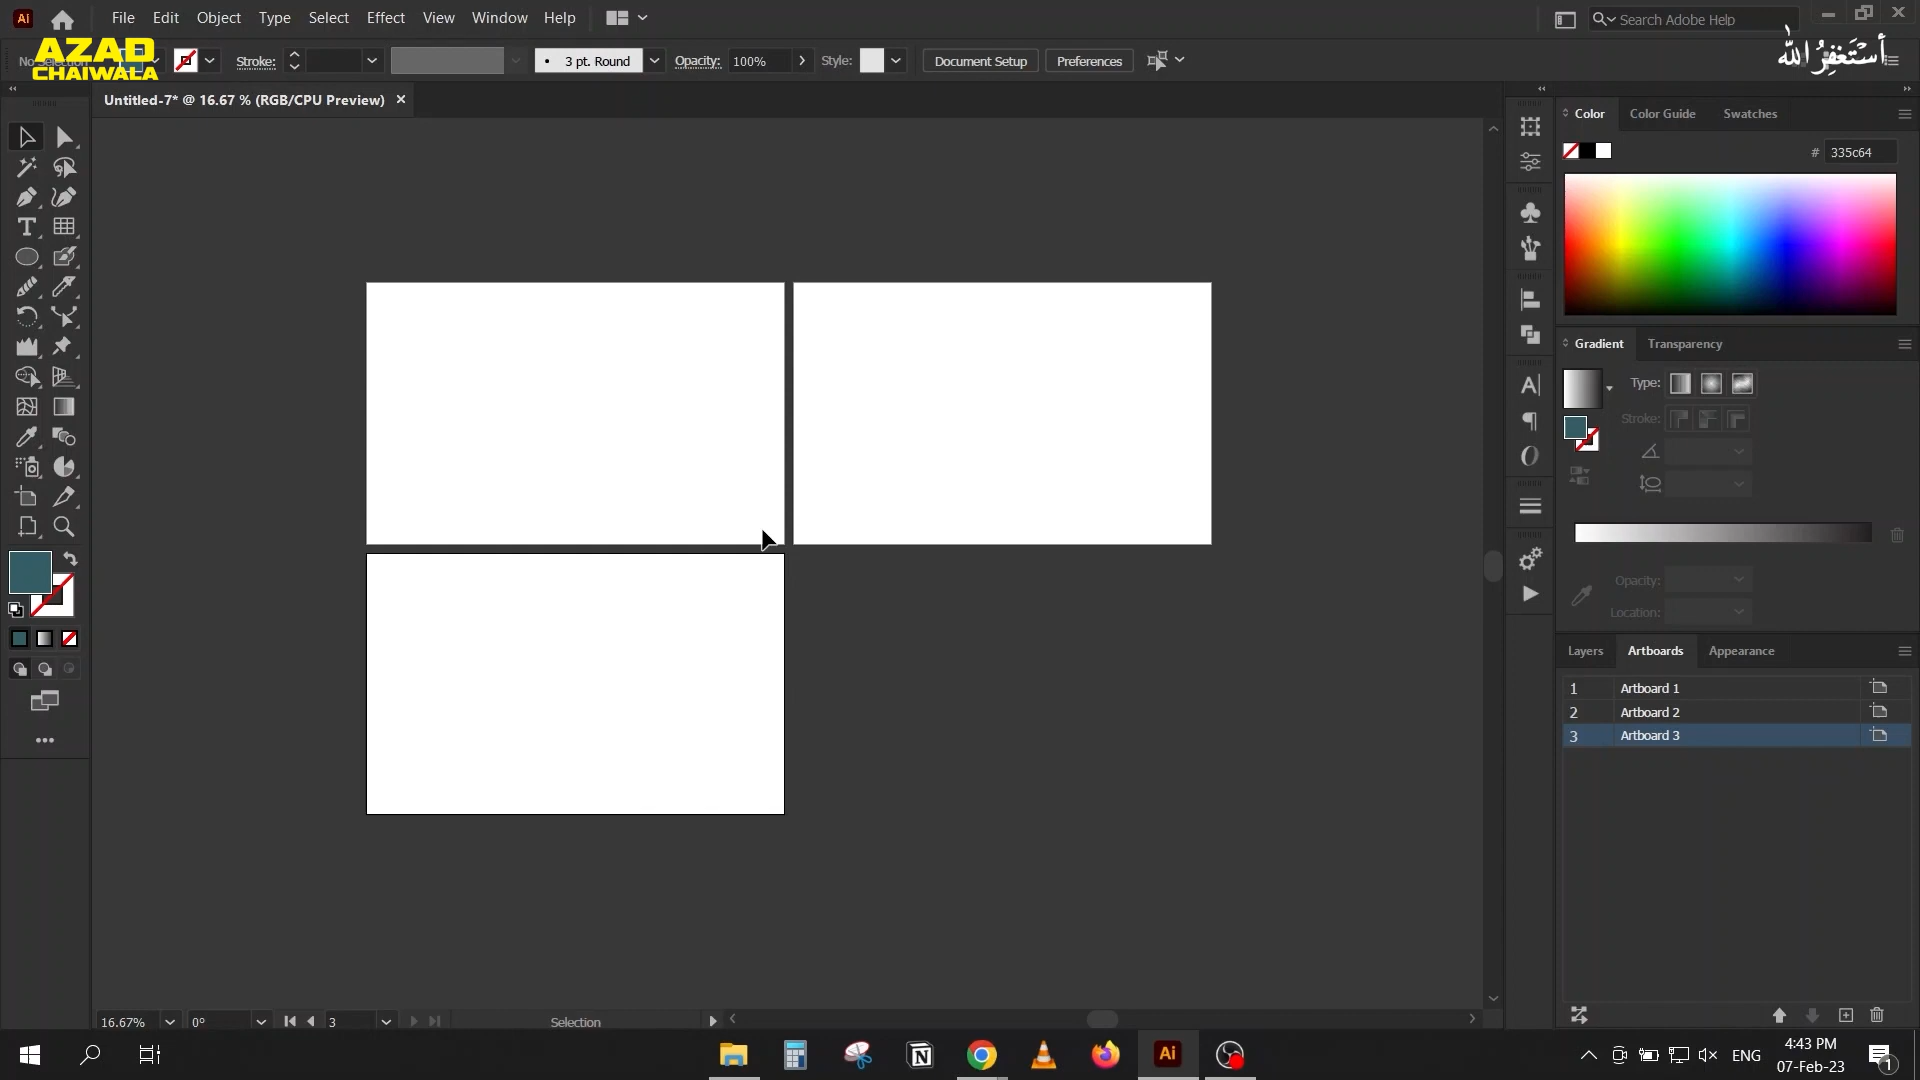 Ai
File Edit Object Type Select Effect View Window Help
Search Adobe Help
AZAD
CHAIWALA
أستغفر الله
Stroke:
3 pt. Round
Opacity: 100%
Style:
Document Setup
Preferences
Untitled-7* @ 16.67 % (RGB/CPU Preview) ×
Color Color Guide Swatches
# 335c64
Gradient Transparency
Type:
Stroke:
Opacity:
Location:
Layers Artboards Appearance
1 Artboard 1
2 Artboard 2
3 Artboard 3
16.67% 0° 3 Selection
Ai
ENG
4:43 PM
07-Feb-23
1